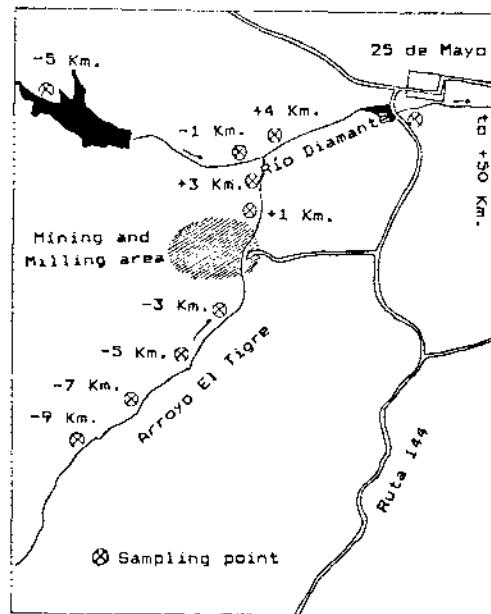 -5 Km.
25 de Mayo
+4 Km.
-1 Km.
Río Diamante
to +50 Km.
+3 Km.
+1 Km.
Mining and
Milling area
-3 Km.
-5 Km.
-7 Km.
-9 Km.
Arroyo El Tigre
Ruta 144
Sampling point